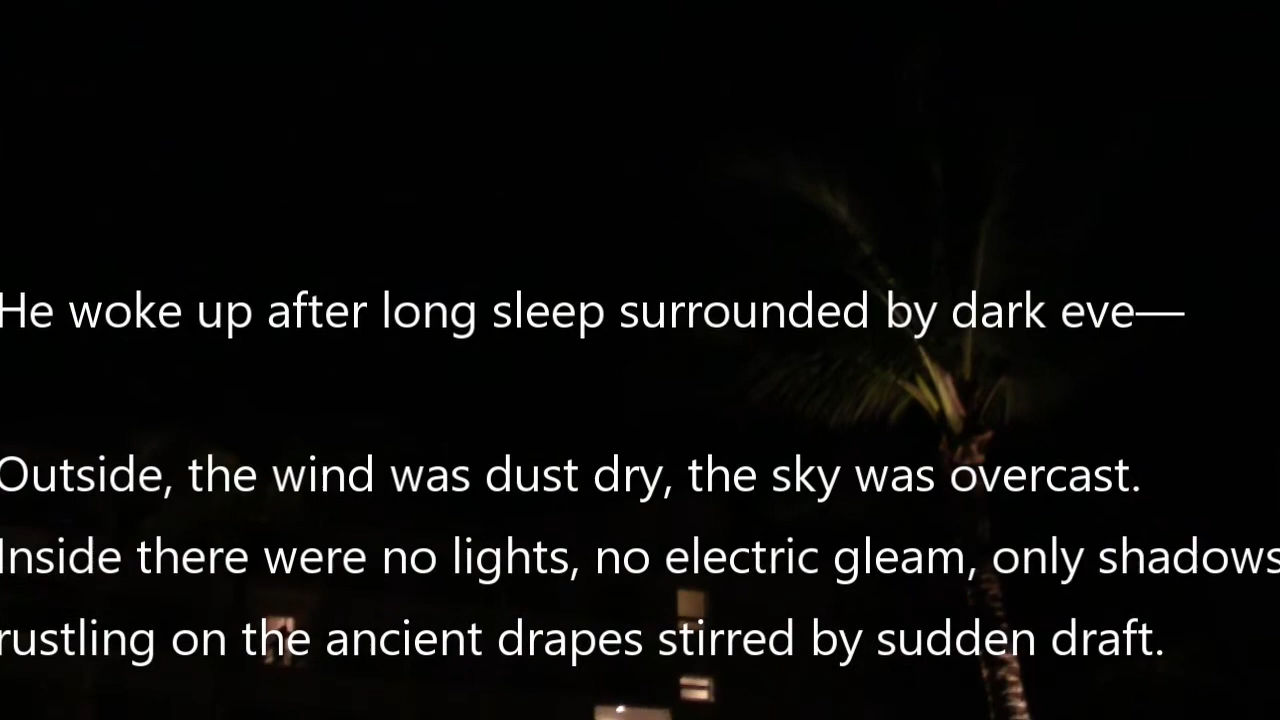 He woke up after long sleep surrounded by dark eve—
Outside, the wind was dust dry, the sky was overcast.
Inside there were no lights, no electric gleam, only shadows
rustling on the ancient drapes stirred by sudden draft.